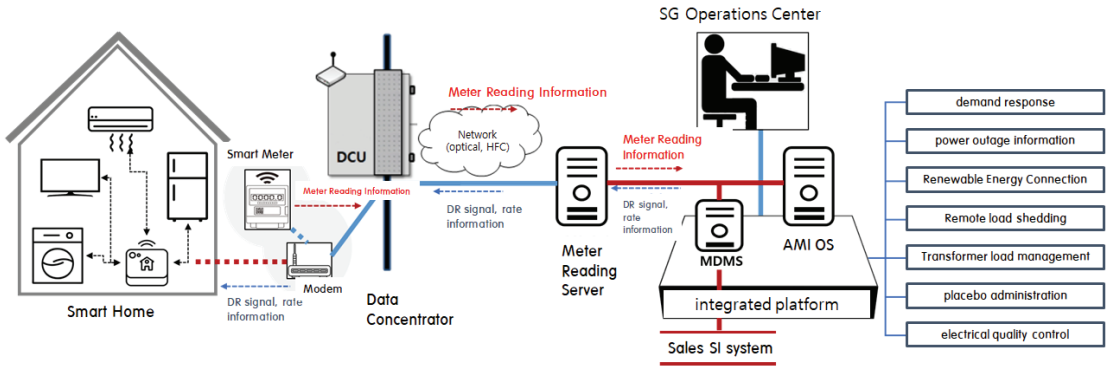 SG Operations Center
Meter Reading Information
Network
(optical, HFC)
DCU
Smart Meter
Meter Reading Information
Meter Reading
Information
DR signal, rate
information
DR signal,
rate
information
Modem
DR signal, rate
information
Smart Home
Data
Concentrator
Meter
Reading
Server
MDMS
AMI OS
integrated platform
Sales SI system
demand response
power outage information
Renewable Energy Connection
Remote load shedding
Transformer load management
placebo administration
electrical quality control